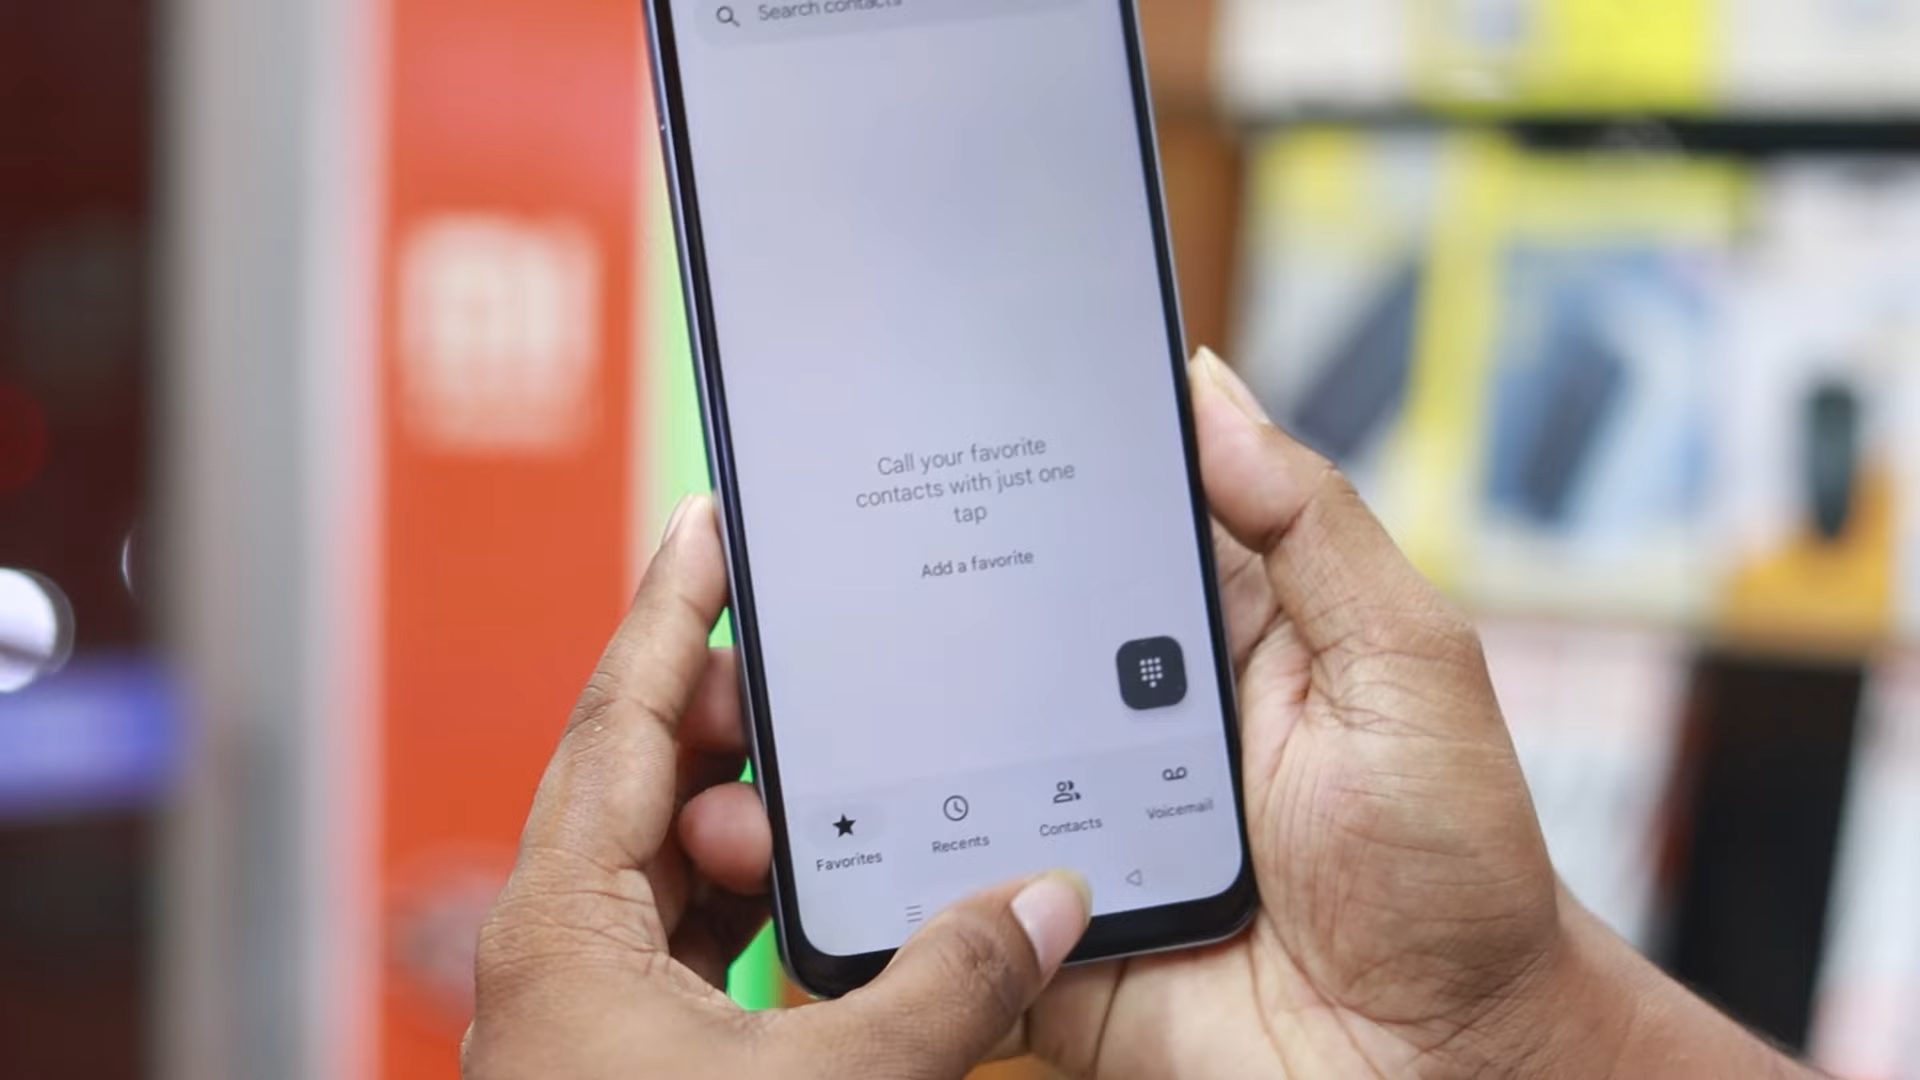 Search contacts
Call your favorite
contacts with just one
tap
Add a favorite
Favorites
Recents
Contacts
Voicemail